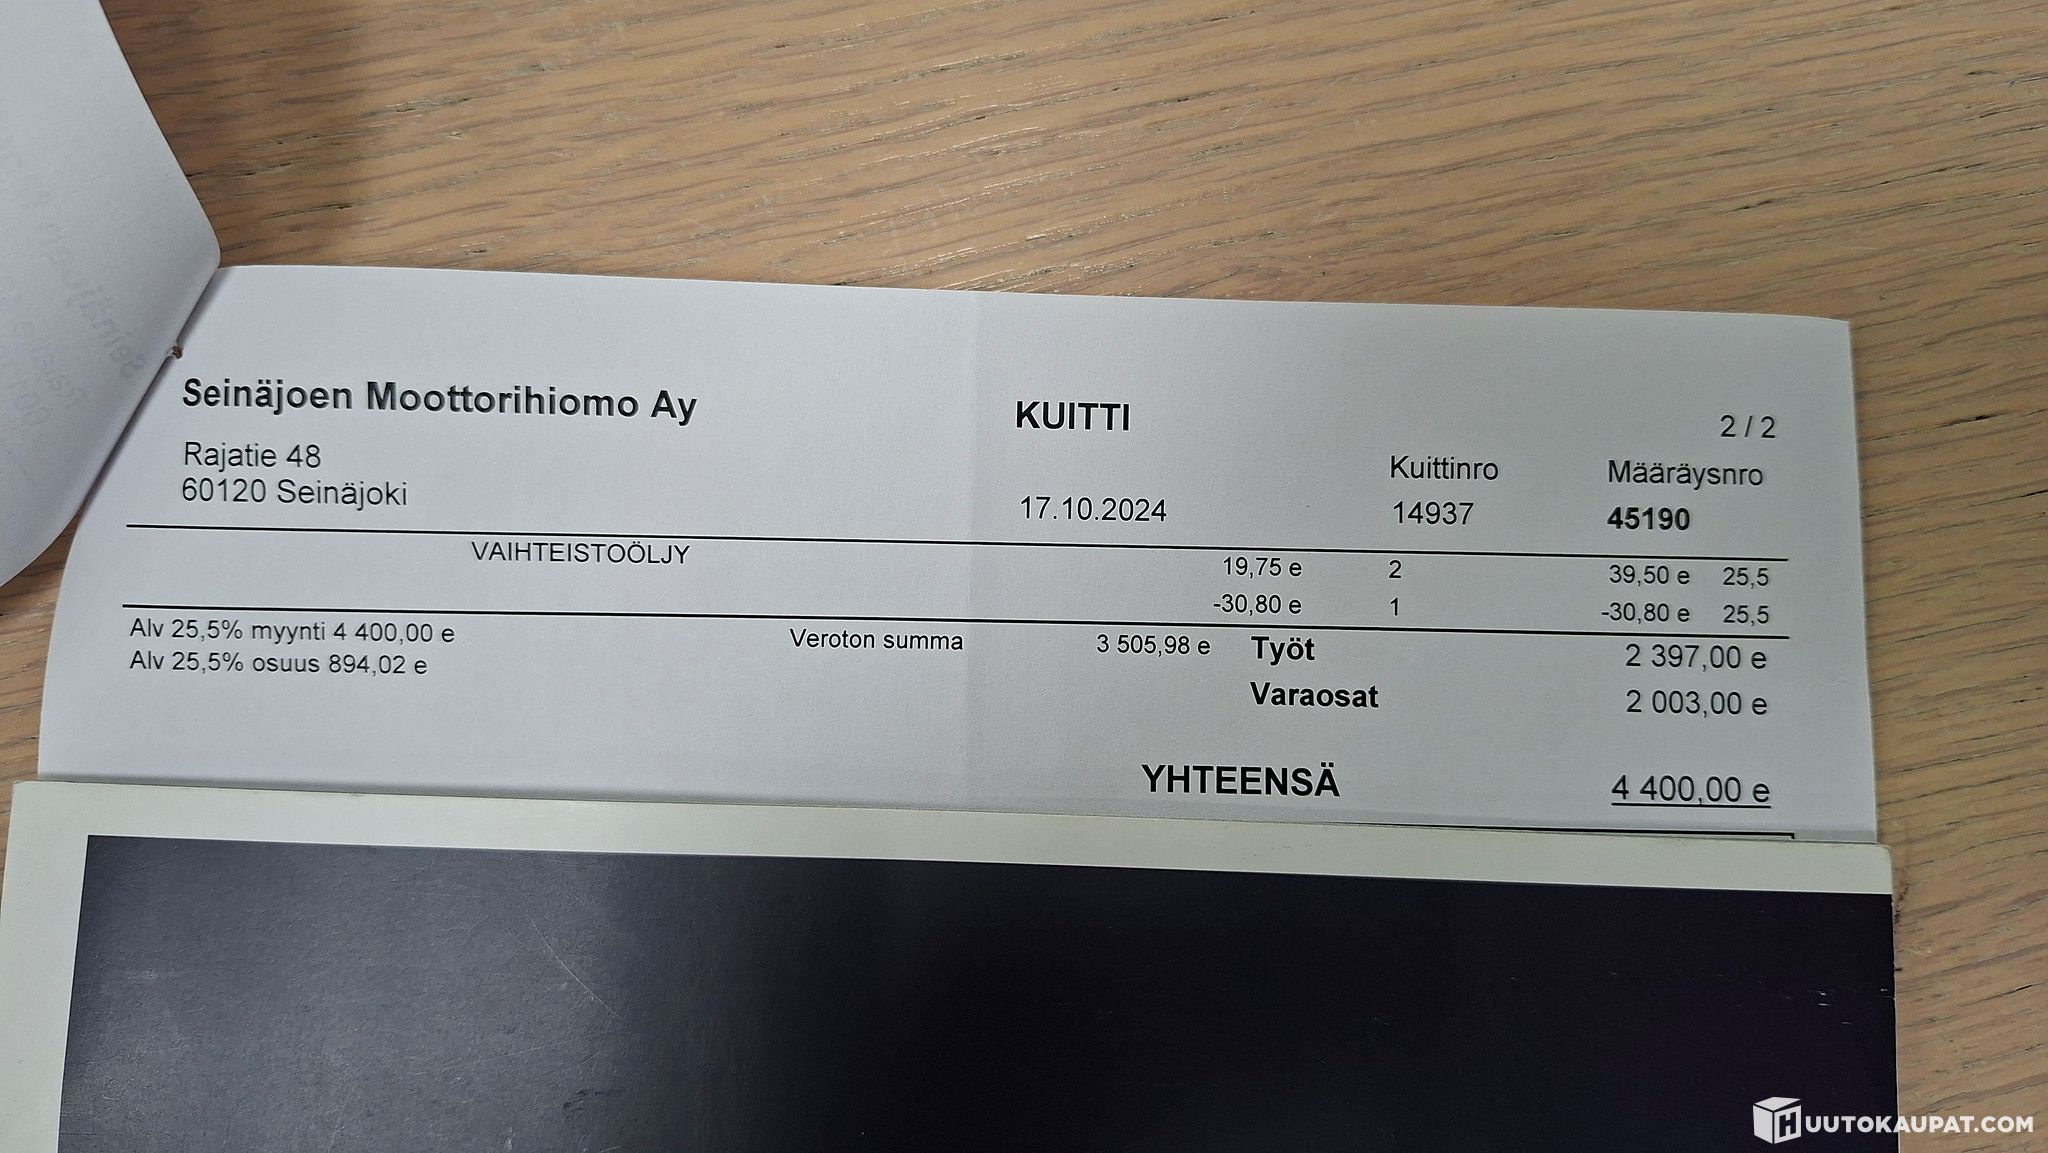 Seinäjoen Moottorihiomo Ay
KUITTI
2 / 2
Rajatie 48
Kuittinro
Määräysnro
60120 Seinäjoki
17.10.2024
14937
45190
VAIHTEISTOÖLJY 19,75 e 2 39,50 e 25,5
-30,80 e 1 -30,80 e 25,5
Alv 25,5% myynti 4 400,00 e
Veroton summa 3 505,98 e
Työt 2 397,00 e
Alv 25,5% osuus 894,02 e
Varaosat 2 003,00 e
YHTEENSÄ 4 400,00 e
HUUTOKAUPAT.COM